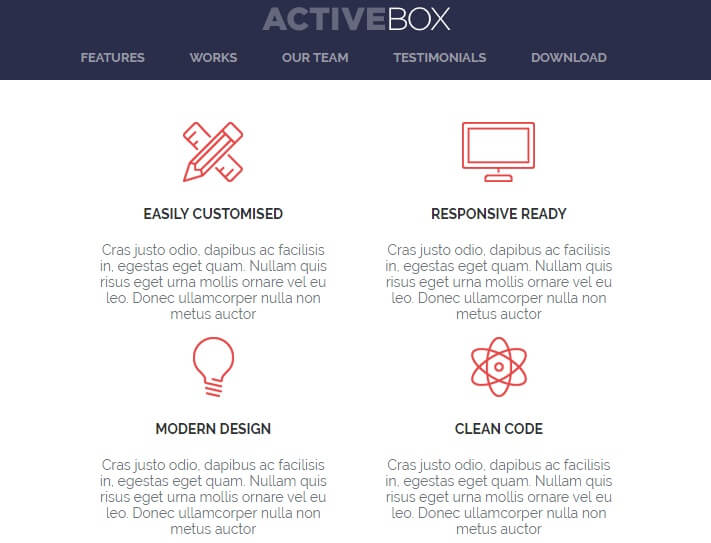 ACTIVEBOX
FEATURES WORKS OUR TEAM TESTIMONIALS DOWNLOAD
EASILY CUSTOMISED
Cras justo odio, dapibus ac facilisis
in, egestas eget quam. Nullam quis
risus eget urna mollis ornare vel eu
leo. Donec ullamcorper nulla non
metus auctor
RESPONSIVE READY
Cras justo odio, dapibus ac facilisis
in, egestas eget quam. Nullam quis
risus eget urna mollis ornare vel eu
leo. Donec ullamcorper nulla non
metus auctor
MODERN DESIGN
Cras justo odio, dapibus ac facilisis
in, egestas eget quam. Nullam quis
risus eget urna mollis ornare vel eu
leo. Donec ullamcorper nulla non
metus auctor
CLEAN CODE
Cras justo odio, dapibus ac facilisis
in, egestas eget quam. Nullam quis
risus eget urna mollis ornare vel eu
leo. Donec ullamcorper nulla non
metus auctor